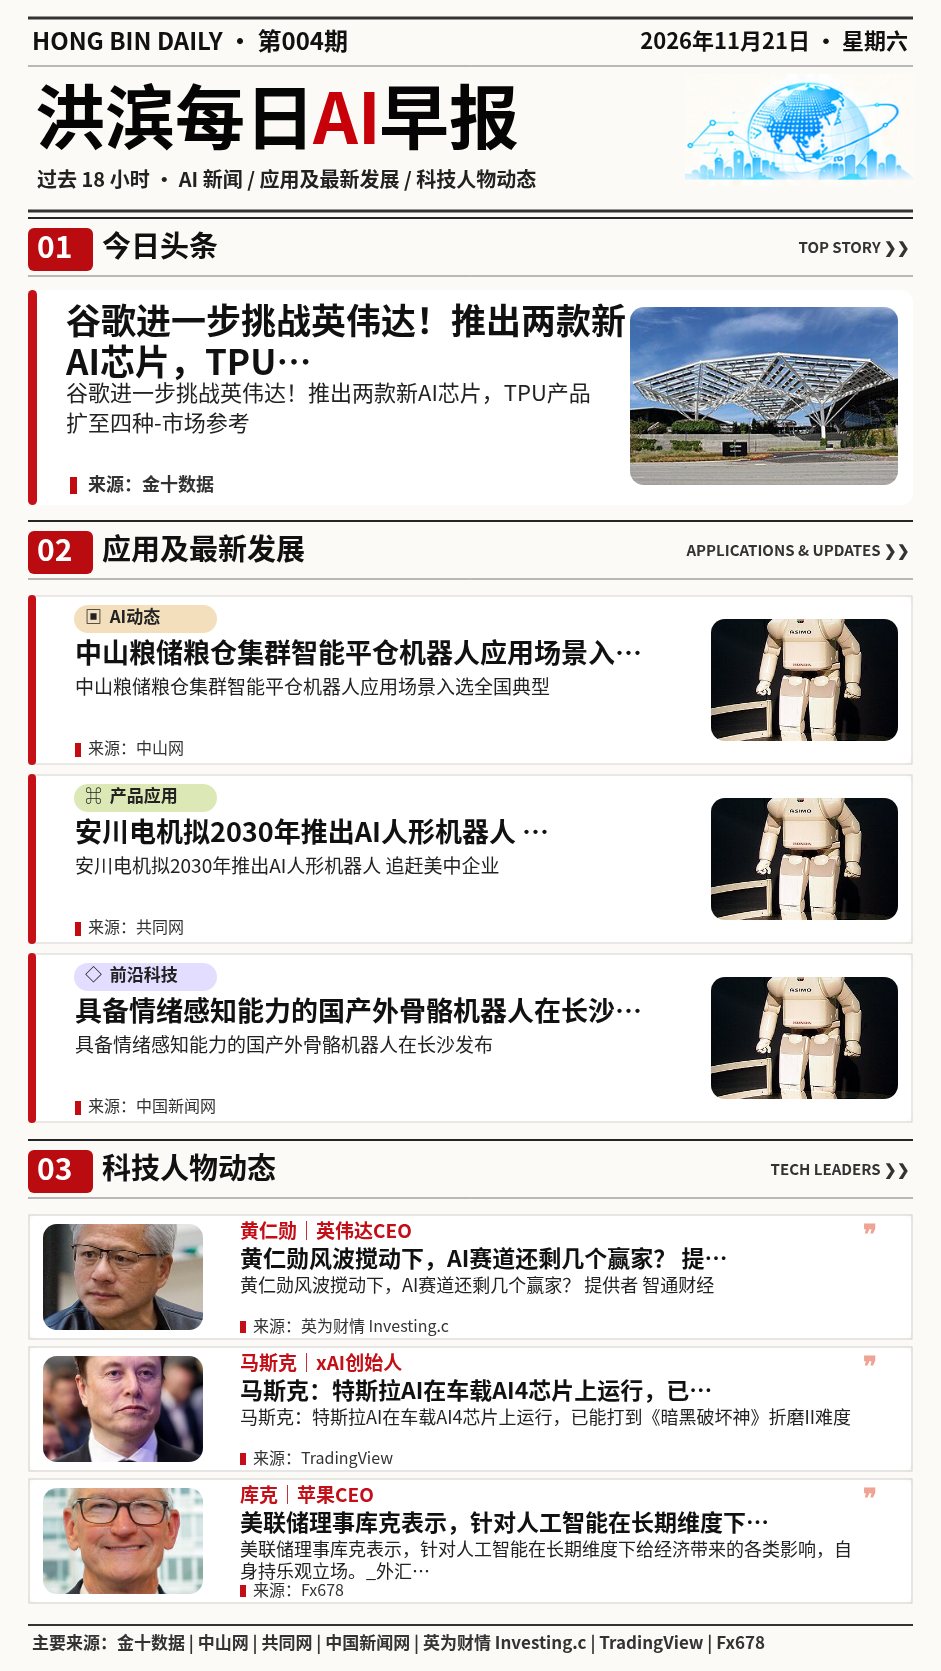 HONG BIN DAILY • 第004期
2026年11月21日 • 星期六
洪滨每日AI早报
过去 18 小时 • AI 新闻 / 应用及最新发展 / 科技人物动态
01 今日头条
TOP STORY ❯❯
谷歌进一步挑战英伟达！推出两款新
AI芯片，TPU…
谷歌进一步挑战英伟达！推出两款新AI芯片，TPU产品
扩至四种-市场参考
来源：金十数据
02 应用及最新发展
APPLICATIONS & UPDATES ❯❯
▣ AI动态
中山粮储粮仓集群智能平仓机器人应用场景入…
中山粮储粮仓集群智能平仓机器人应用场景入选全国典型
来源：中山网
ASIMO
HONDA
⌘ 产品应用
安川电机拟2030年推出AI人形机器人 …
安川电机拟2030年推出AI人形机器人 追赶美中企业
来源：共同网
ASIMO
HONDA
◇ 前沿科技
具备情绪感知能力的国产外骨骼机器人在长沙…
具备情绪感知能力的国产外骨骼机器人在长沙发布
来源：中国新闻网
ASIMO
HONDA
03 科技人物动态
TECH LEADERS ❯❯
黄仁勋｜英伟达CEO
黄仁勋风波搅动下，AI赛道还剩几个赢家？ 提…
黄仁勋风波搅动下，AI赛道还剩几个赢家？ 提供者 智通财经
来源：英为财情 Investing.c
马斯克｜xAI创始人
马斯克：特斯拉AI在车载AI4芯片上运行，已…
马斯克：特斯拉AI在车载AI4芯片上运行，已能打到《暗黑破坏神》折磨II难度
来源：TradingView
库克｜苹果CEO
美联储理事库克表示，针对人工智能在长期维度下…
美联储理事库克表示，针对人工智能在长期维度下给经济带来的各类影响，自
身持乐观立场。_外汇…
来源：Fx678
主要来源：金十数据 | 中山网 | 共同网 | 中国新闻网 | 英为财情 Investing.c | TradingView | Fx678